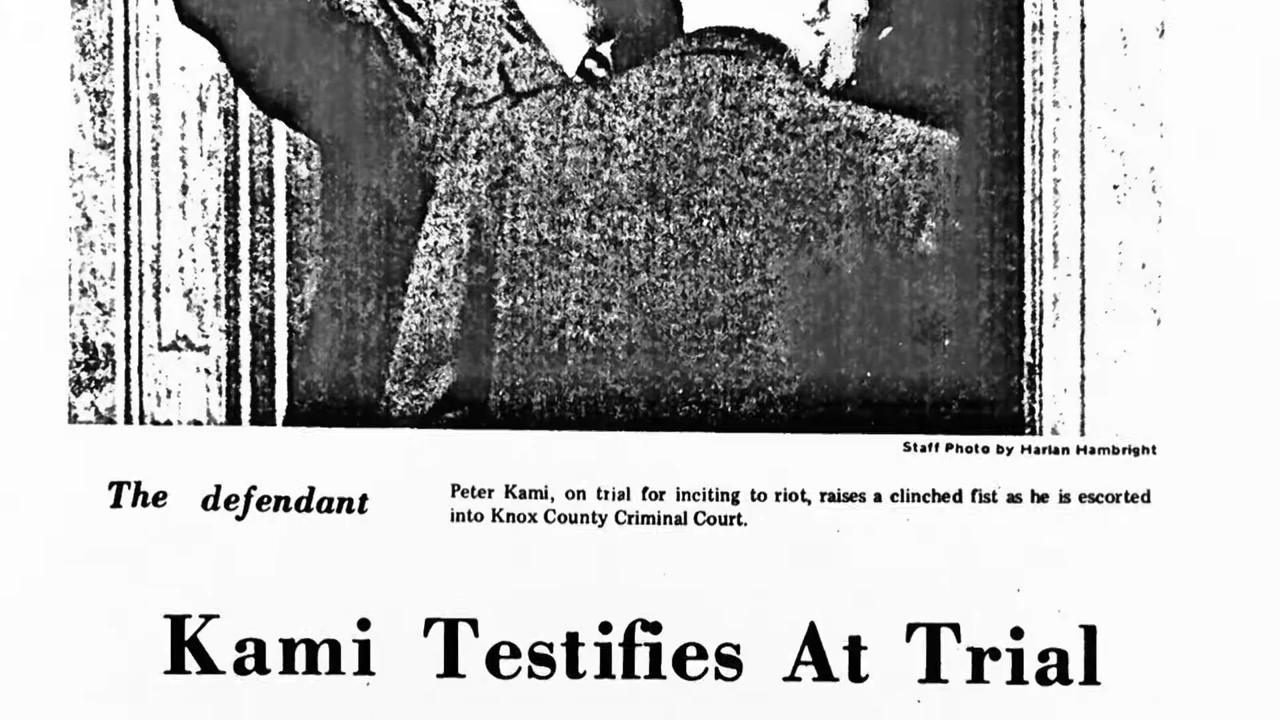 Staff Photo by Harlan Hambright
The defendant
Peter Kami, on trial for inciting to riot, raises a clinched fist as he is escorted
into Knox County Criminal Court.
Kami Testifies At Trial